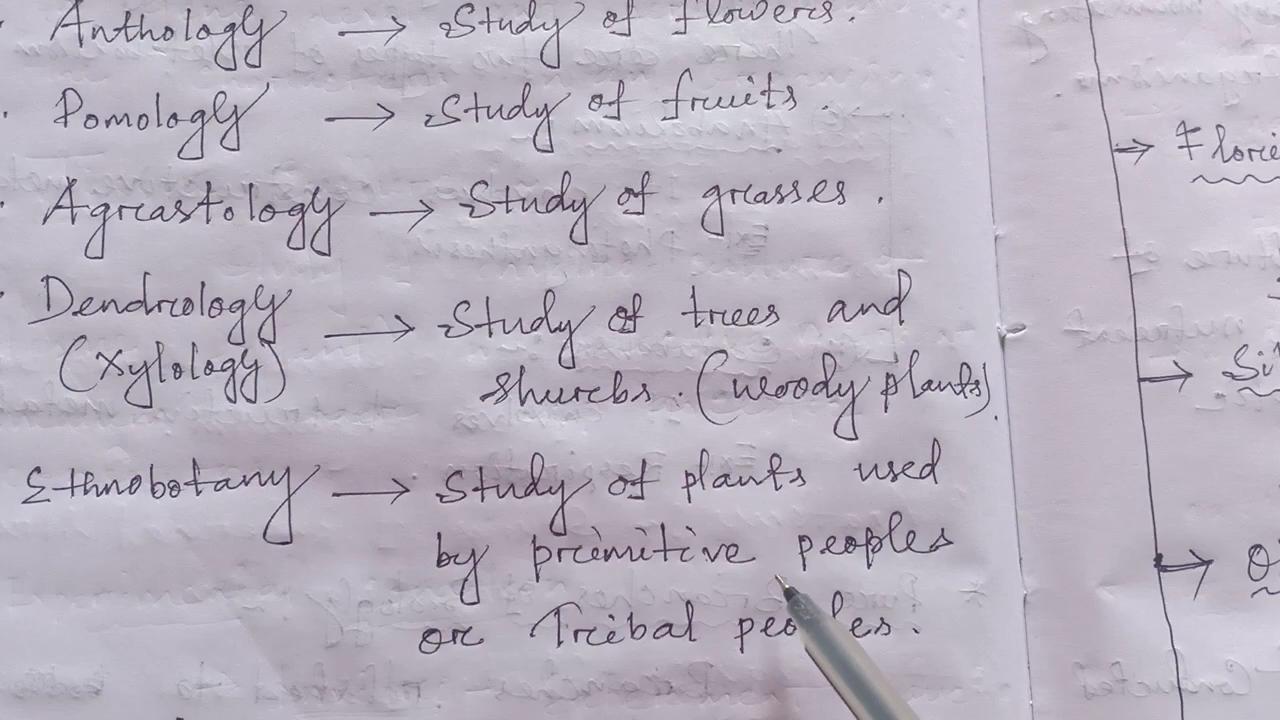 Anthology → Study of flowers.
· Pomology → Study of fruits.
· Agrastology → Study of grasses.
· Dendrology → Study of trees and
(Xylology) shrubs. (woody plants).
Ethnobotany → Study of plants used
by primitive peoples
or Tribal peoples.
→
→
→